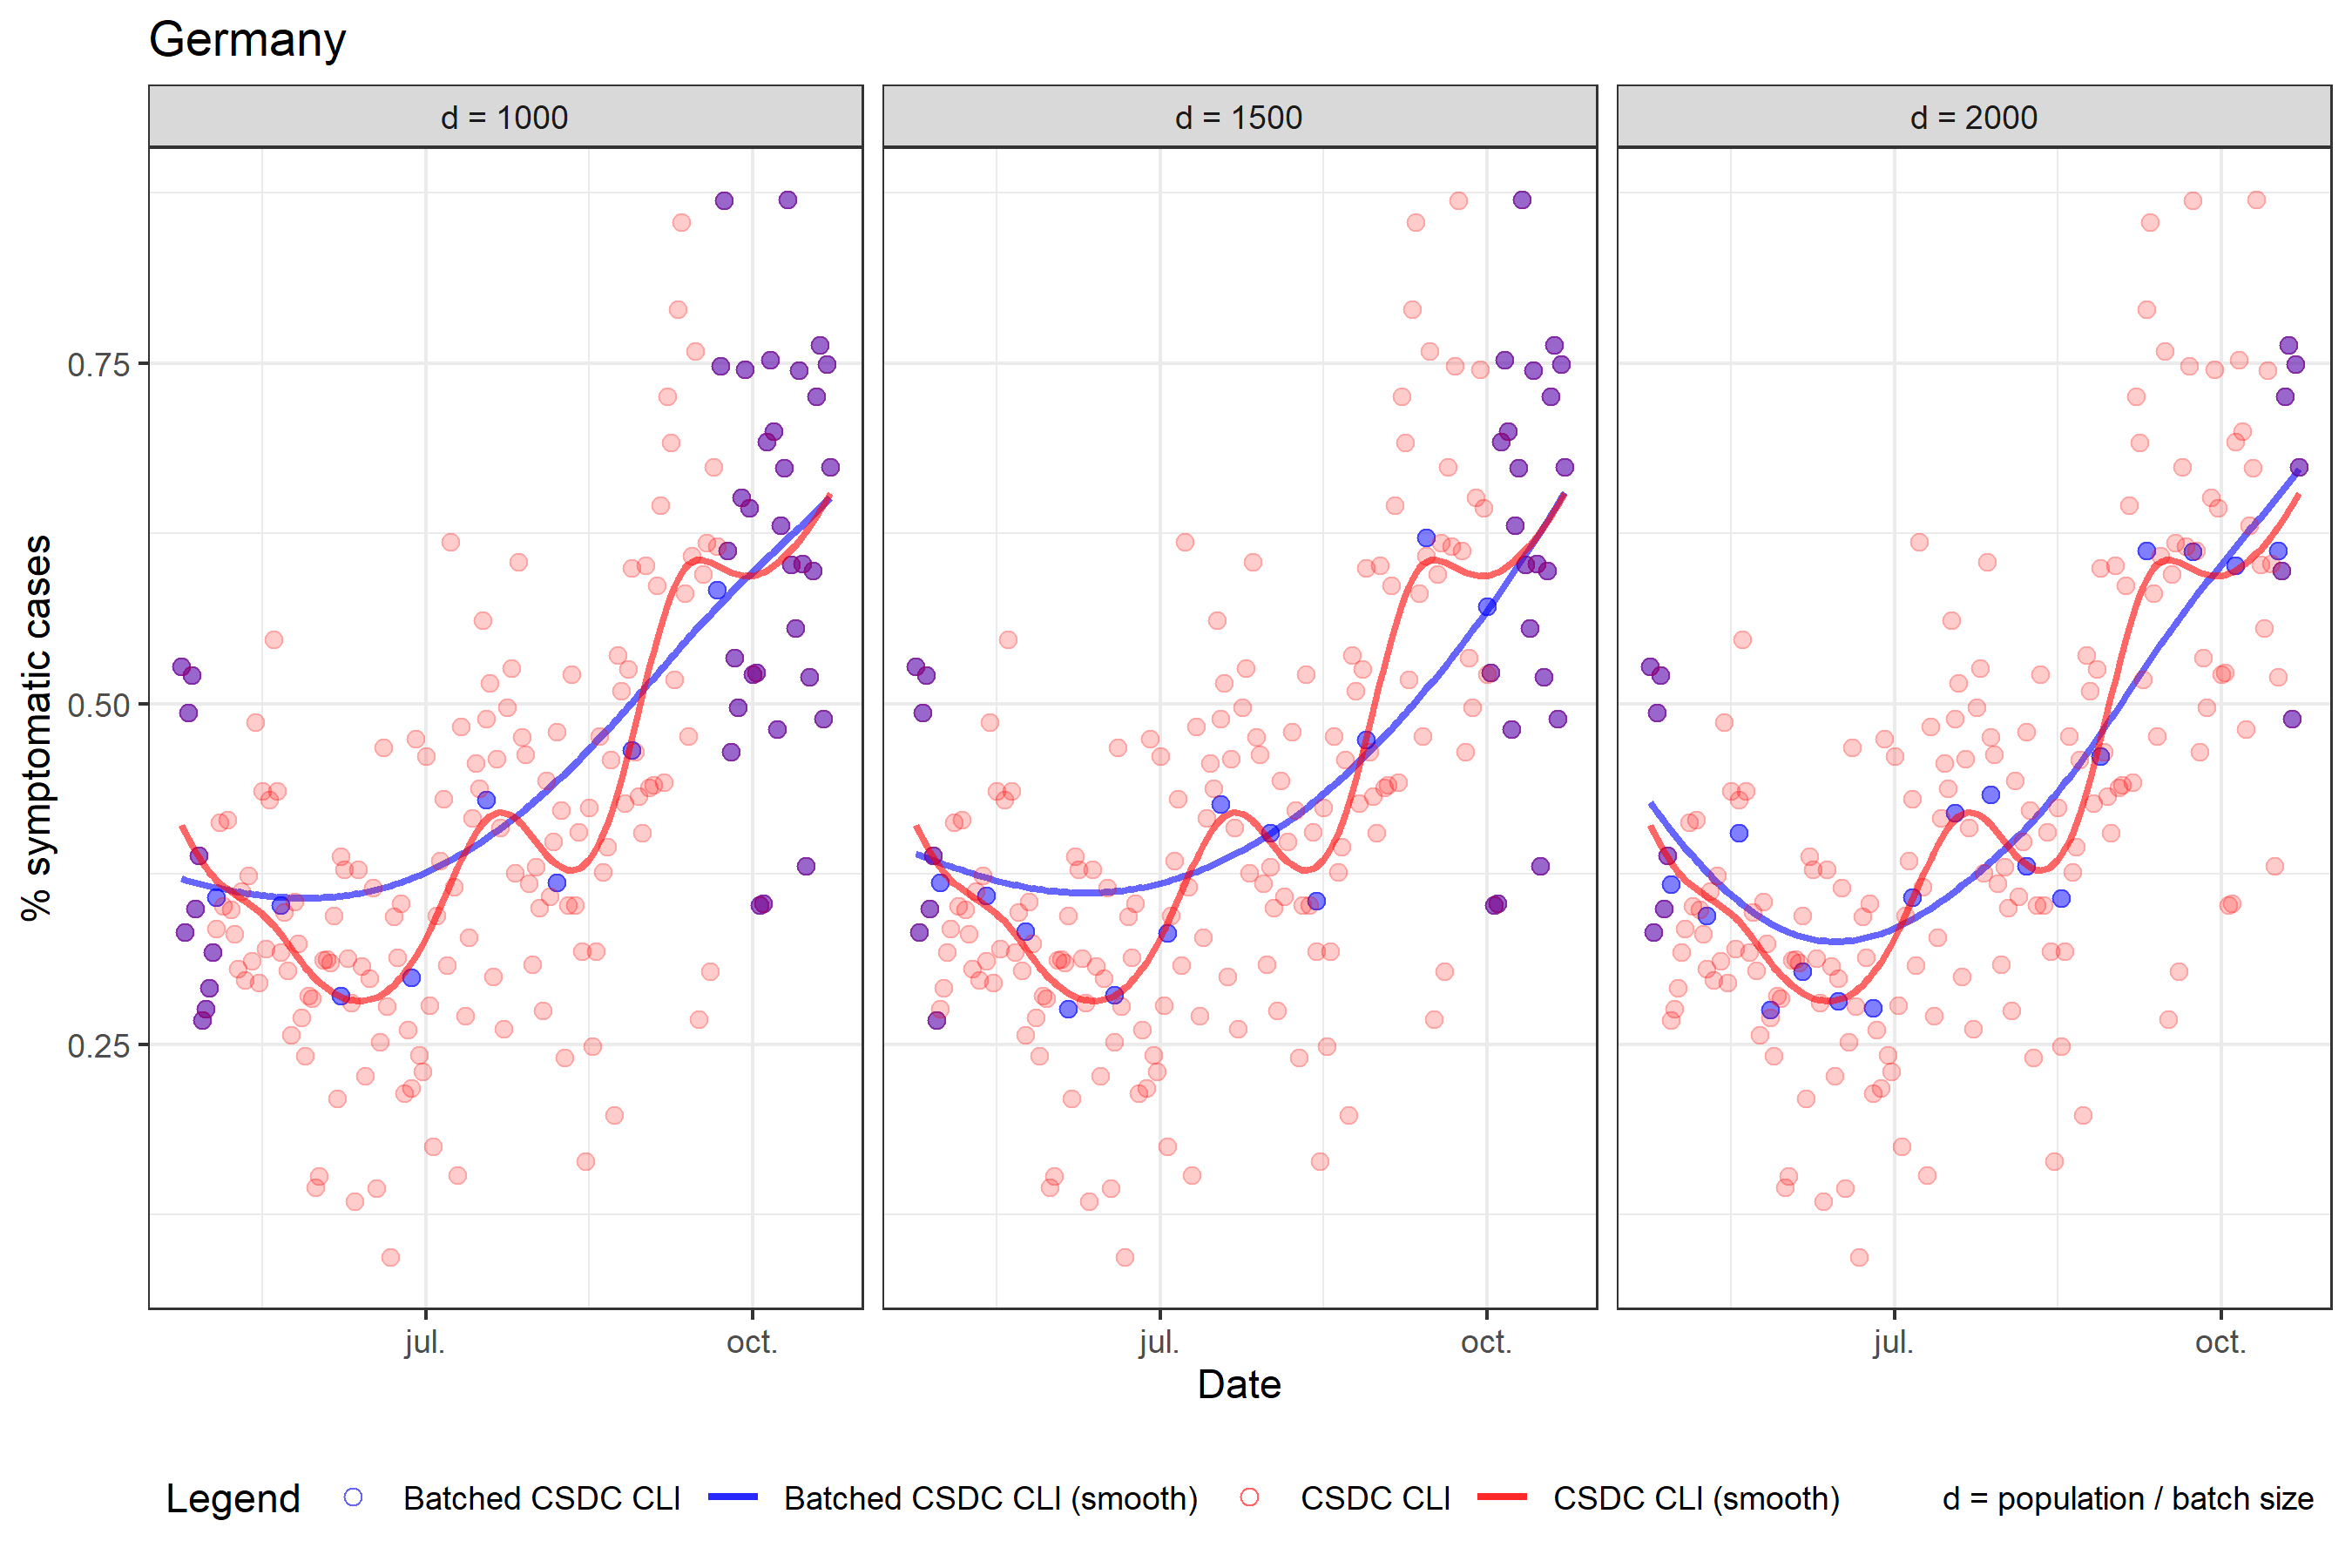 Germany
d = 1000
d = 1500
d = 2000
% symptomatic cases
0.75
0.50
0.25
jul.
oct.
jul.
oct.
jul.
oct.
Date
Legend
Batched CSDC CLI
Batched CSDC CLI (smooth)
CSDC CLI
CSDC CLI (smooth)
d = population / batch size